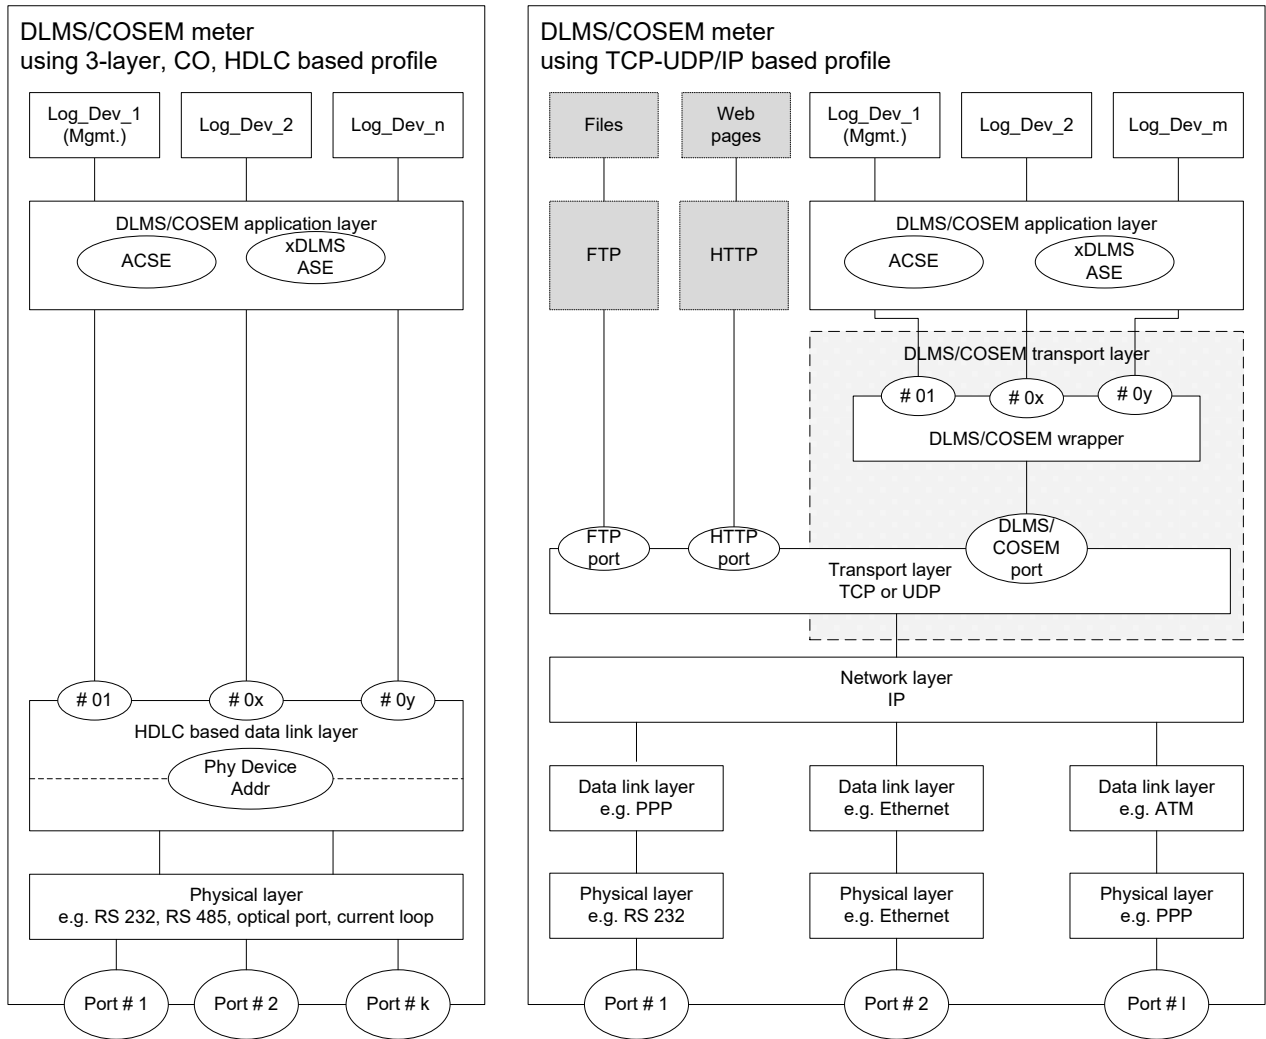 DLMS/COSEM meter
using 3-layer, CO, HDLC based profile
Log_Dev_1
(Mgmt.)
Log_Dev_2
Log_Dev_n
DLMS/COSEM application layer
ACSE
xDLMS
ASE
# 01
# 0x
# 0y
HDLC based data link layer
Phy Device
Addr
Physical layer
e.g. RS 232, RS 485, optical port, current loop
Port # 1
Port # 2
Port # k
DLMS/COSEM meter
using TCP-UDP/IP based profile
Files
Web
pages
Log_Dev_1
(Mgmt.)
Log_Dev_2
Log_Dev_m
FTP
HTTP
DLMS/COSEM application layer
ACSE
xDLMS
ASE
DLMS/COSEM transport layer
# 01
# 0x
# 0y
DLMS/COSEM wrapper
FTP
port
HTTP
port
DLMS/
COSEM
port
Transport layer
TCP or UDP
Network layer
IP
Data link layer
e.g. PPP
Data link layer
e.g. Ethernet
Data link layer
e.g. ATM
Physical layer
e.g. RS 232
Physical layer
e.g. Ethernet
Physical layer
e.g. PPP
Port # 1
Port # 2
Port # l